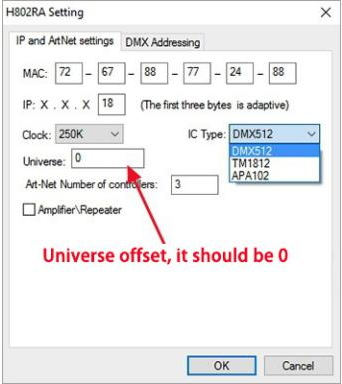 H802RA Setting
IP and ArtNet settings DMX Addressing
MAC: 72 - 67 - 88 - 77 - 24 - 88
IP: X . X . X 18 (The first three bytes is adaptive)
Clock: 250K IC Type: DMX512
DMX512
TM1812
APA102
Universe: 0
Art-Net Number of controllers: 3
Amplifier\Repeater
Universe offset, it should be 0
OK Cancel